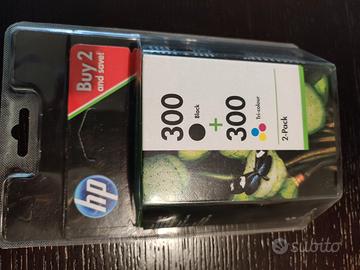 Buy 2
and save!
hp
300
Black
+
300
Tri-colour
2-Pack
subito